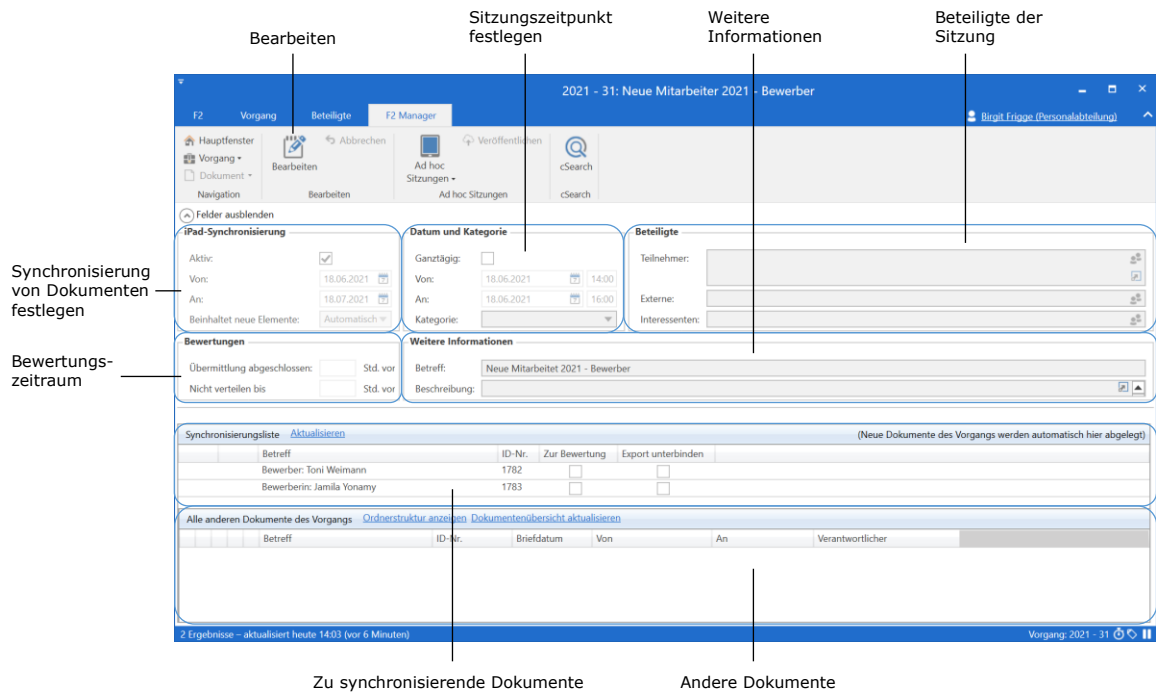 Sitzungszeitpunkt
festlegen
Weitere
Informationen
Beteiligte der
Sitzung
Bearbeiten
2021 - 31: Neue Mitarbeiter 2021 - Bewerber
F2 Vorgang Beteiligte F2 Manager Birgit Frigge (Personalabteilung)
Hauptfenster
Vorgang
Dokument
Navigation
Bearbeiten
Abbrechen
Bearbeiten
Ad hoc
Sitzungen
Veröffentlichen
Ad hoc Sitzungen
cSearch
cSearch
Felder ausblenden
iPad-Synchronisierung
Aktiv:
Von: 18.06.2021
An: 18.07.2021
Beinhaltet neue Elemente: Automatisch
Datum und Kategorie
Ganztägig:
Von: 18.06.2021 14:00
An: 18.06.2021 16:00
Kategorie:
Beteiligte
Teilnehmer:
Externe:
Interessenten:
Synchronisierung
von Dokumenten
festlegen
Bewertungs-
zeitraum
Bewertungen
Übermittlung abgeschlossen: Std. vor
Nicht verteilen bis Std. vor
Weitere Informationen
Betreff: Neue Mitarbeitet 2021 - Bewerber
Beschreibung:
Synchronisierungsliste Aktualisieren (Neue Dokumente des Vorgangs werden automatisch hier abgelegt)
Betreff ID-Nr. Zur Bewertung Export unterbinden
Bewerber: Toni Weimann 1782
Bewerberin: Jamila Yonamy 1783
Alle anderen Dokumente des Vorgangs Ordnerstruktur anzeigen Dokumentenübersicht aktualisieren
Betreff ID-Nr. Briefdatum Von An Verantwortlicher
2 Ergebnisse – aktualisiert heute 14:03 (vor 6 Minuten) Vorgang: 2021 - 31
Zu synchronisierende Dokumente
Andere Dokumente